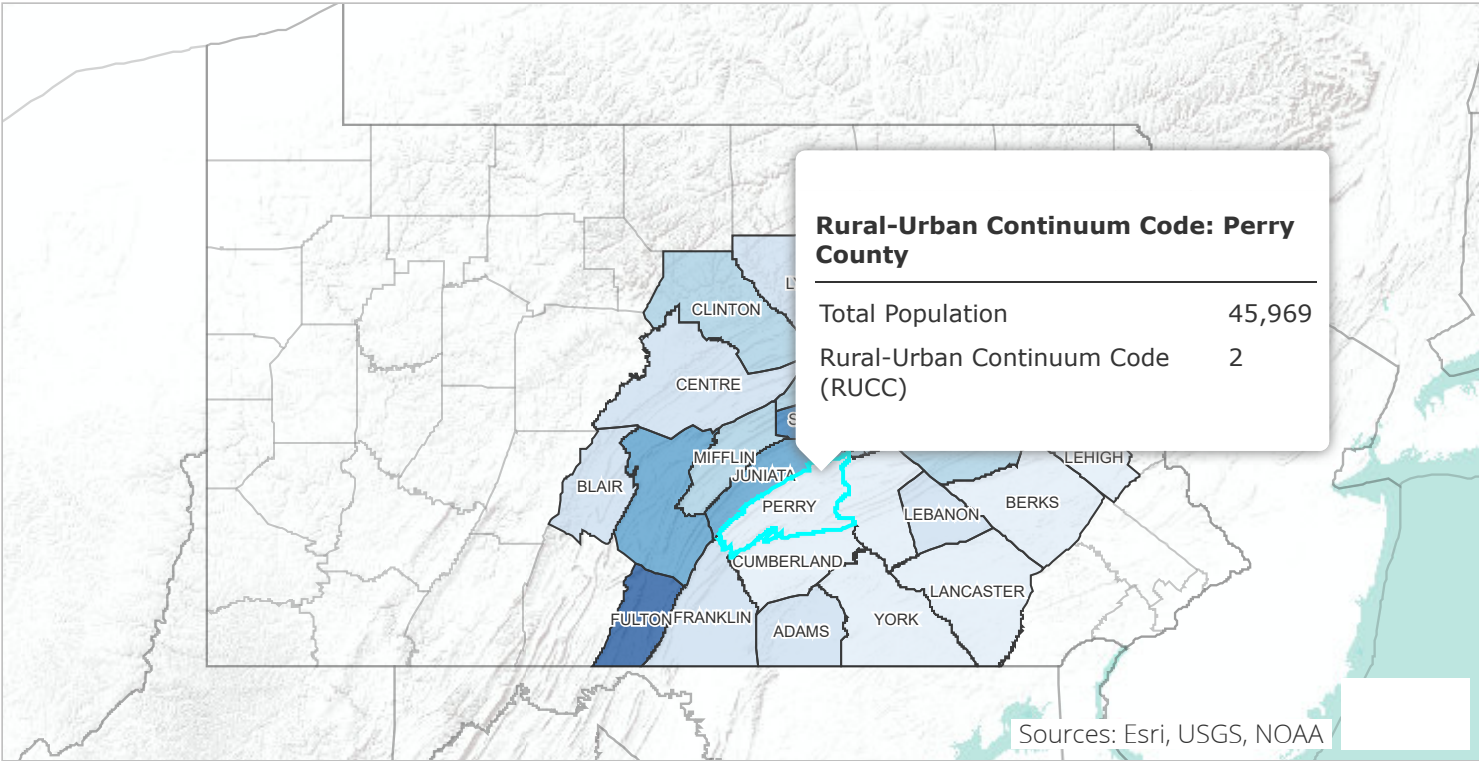 Rural-Urban Continuum Code: Perry
County
Total Population 45,969
Rural-Urban Continuum Code 2
(RUCC)
CLINTON
CENTRE
MIFFLIN
LEHIGH
JUNIATA
BLAIR
PERRY
BERKS
LEBANON
CUMBERLAND
LANCASTER
FULTON
FRANKLIN
ADAMS
YORK
Sources: Esri, USGS, NOAA